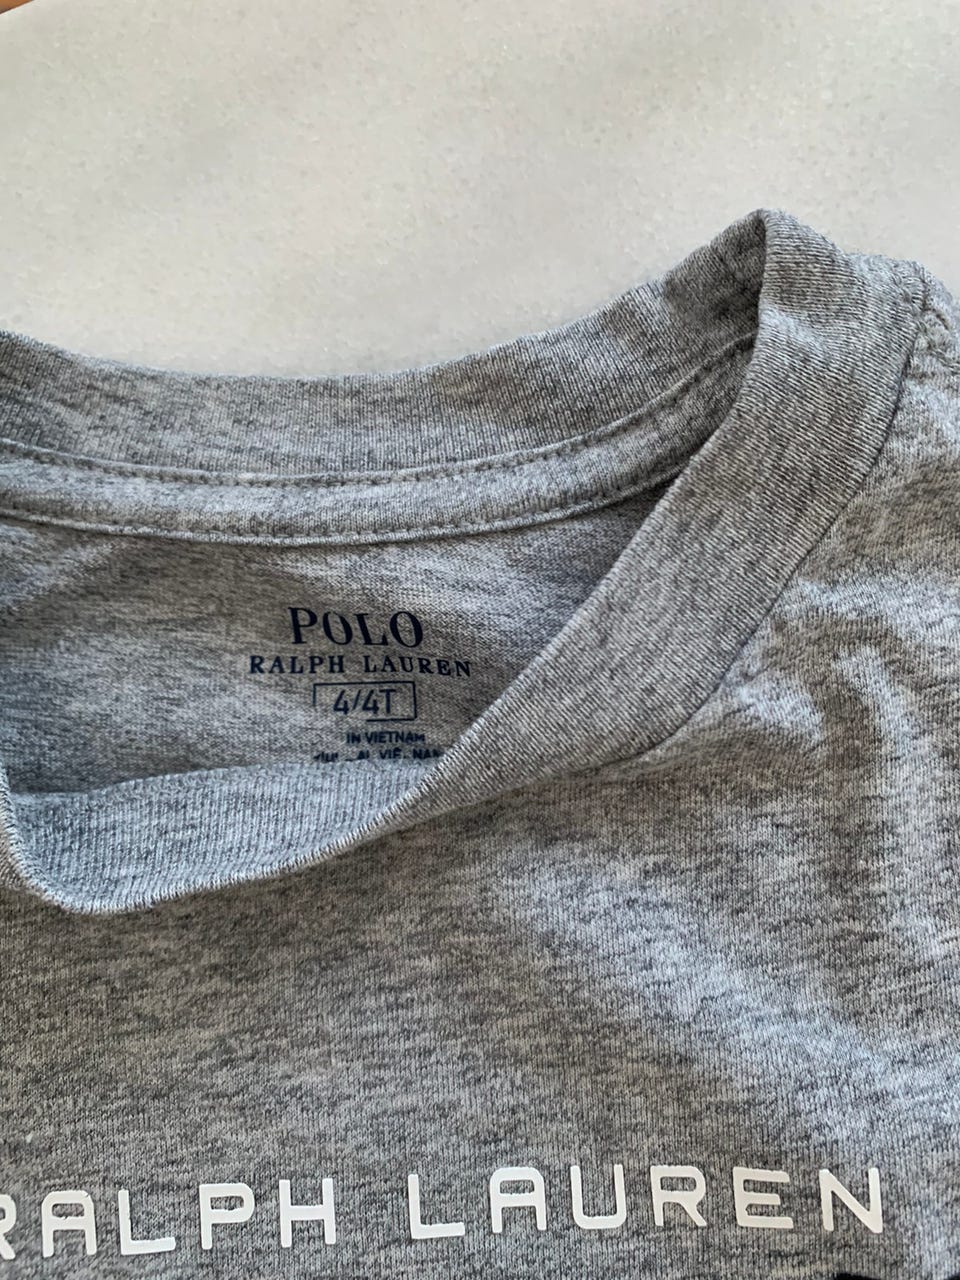 POLO
RALPH LAUREN
4/4T
IN VIETNAM
RALPH LAUREN